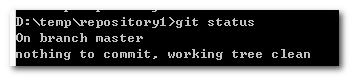 D:\temp\repository1>git status
On branch master
nothing to commit, working tree clean